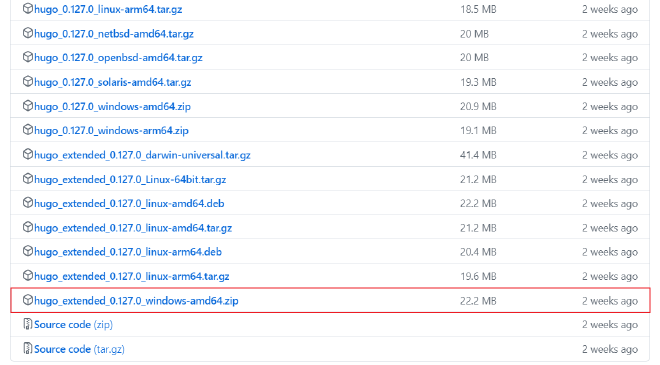 hugo_0.127.0_linux-arm64.tar.gz 18.5 MB 2 weeks ago
hugo_0.127.0_netbsd-amd64.tar.gz 20 MB 2 weeks ago
hugo_0.127.0_openbsd-amd64.tar.gz 20 MB 2 weeks ago
hugo_0.127.0_solaris-amd64.tar.gz 19.3 MB 2 weeks ago
hugo_0.127.0_windows-amd64.zip 20.9 MB 2 weeks ago
hugo_0.127.0_windows-arm64.zip 19.1 MB 2 weeks ago
hugo_extended_0.127.0_darwin-universal.tar.gz 41.4 MB 2 weeks ago
hugo_extended_0.127.0_Linux-64bit.tar.gz 21.2 MB 2 weeks ago
hugo_extended_0.127.0_linux-amd64.deb 22.2 MB 2 weeks ago
hugo_extended_0.127.0_linux-amd64.tar.gz 21.2 MB 2 weeks ago
hugo_extended_0.127.0_linux-arm64.deb 20.4 MB 2 weeks ago
hugo_extended_0.127.0_linux-arm64.tar.gz 19.6 MB 2 weeks ago
hugo_extended_0.127.0_windows-amd64.zip 22.2 MB 2 weeks ago
Source code (zip) 2 weeks ago
Source code (tar.gz) 2 weeks ago